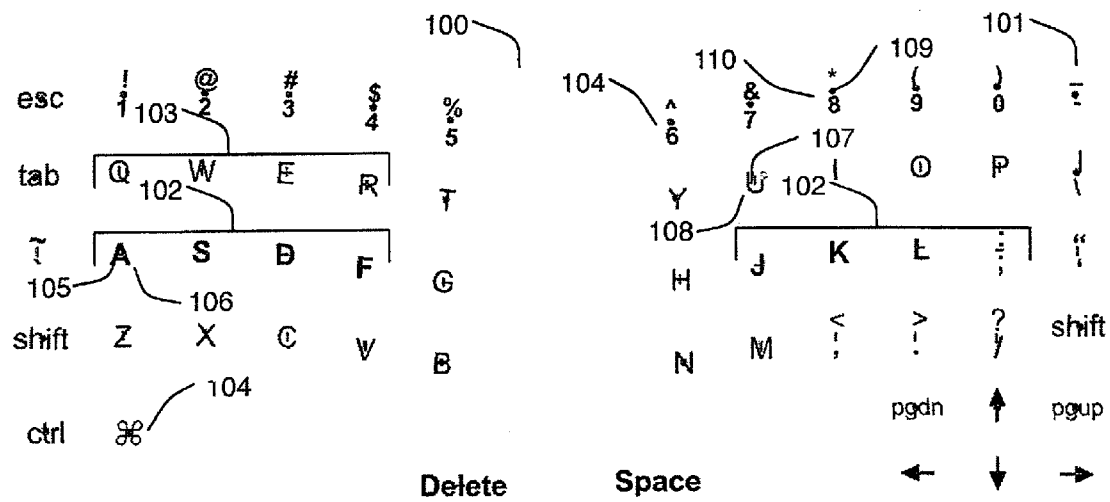 100 101
104 110 109
! @ # $ % ^ & * ( ) -
esc 1 2 3 4 5 6 7 8 9 0
103 107
tab Q W E R T Y U I O P
102 102
108
~ A S D F G H J K L : “
105 106
shift Z X C V B N M < > ? shift
104
ctrl ⌘ pgdn pgup
Delete Space